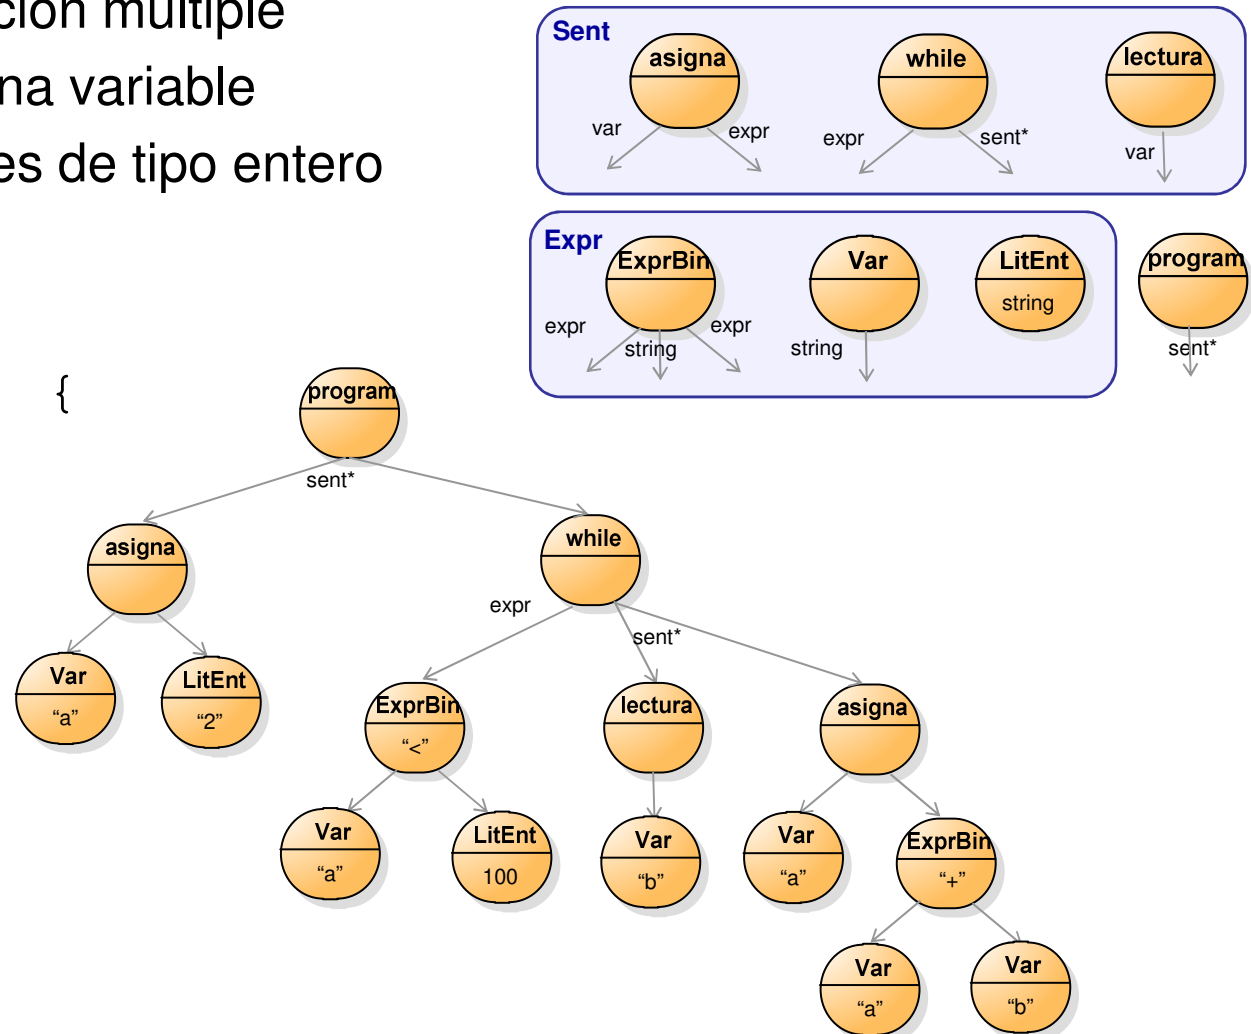 ción múltiple
na variable
es de tipo entero
Sent
asigna
while
lectura
var
expr
expr
sent*
var
Expr
ExprBin
Var
LitEnt
string
program
expr
string
expr
string
sent*
{
program
sent*
asigna
while
expr
sent*
Var
“a”
LitEnt
“2”
ExprBin
“<”
lectura
asigna
Var
“a”
LitEnt
100
Var
“b”
Var
“a”
ExprBin
“+”
Var
“a”
Var
“b”